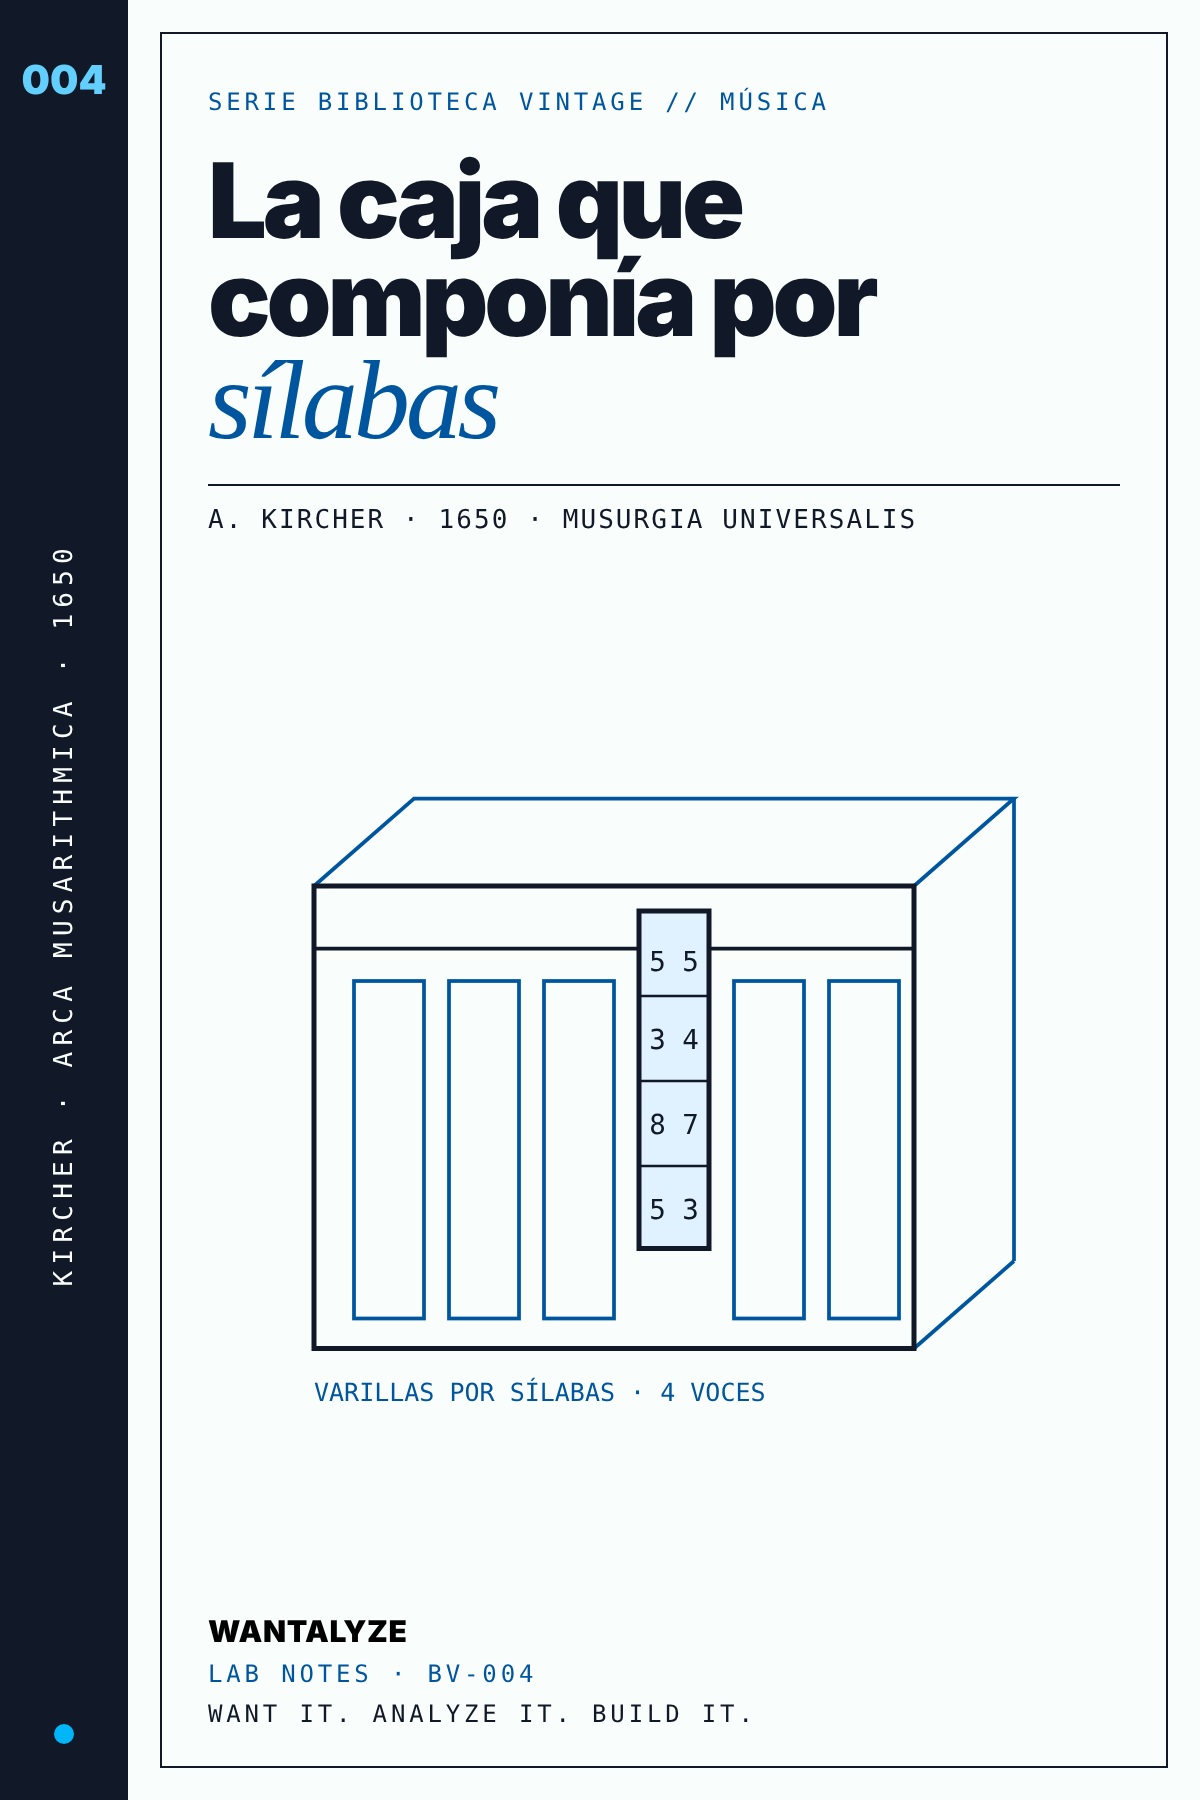 004
KIRCHER · ARCA MUSARITHMICA · 1650
SERIE BIBLIOTECA VINTAGE // MÚSICA
La caja que
componía por
sílabas
A. KIRCHER · 1650 · MUSURGIA UNIVERSALIS
5 5
3 4
8 7
5 3
VARILLAS POR SÍLABAS · 4 VOCES
WANTALYZE
LAB NOTES · BV-004
WANT IT. ANALYZE IT. BUILD IT.